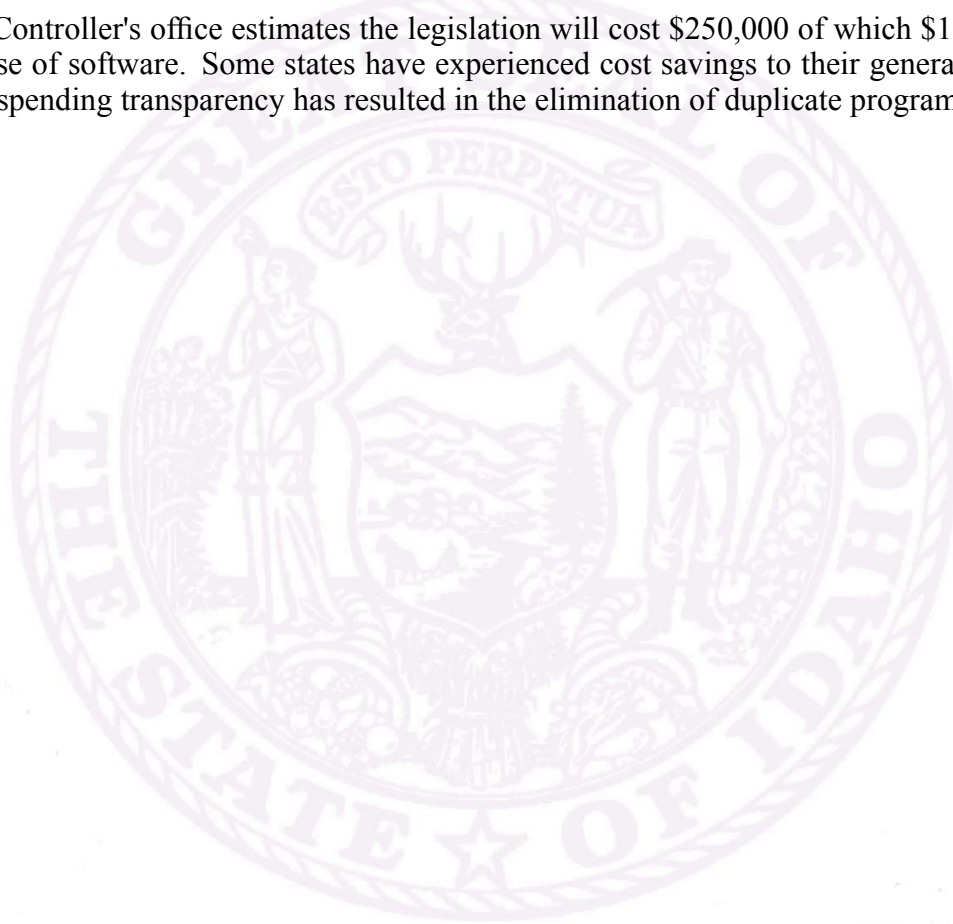 Controller's office estimates the legislation will cost $250,000 of which $1
se of software. Some states have experienced cost savings to their genera
spending transparency has resulted in the elimination of duplicate program
GREAT SEAL OF
ESTO PERPETUA
THE STATE OF IDAHO